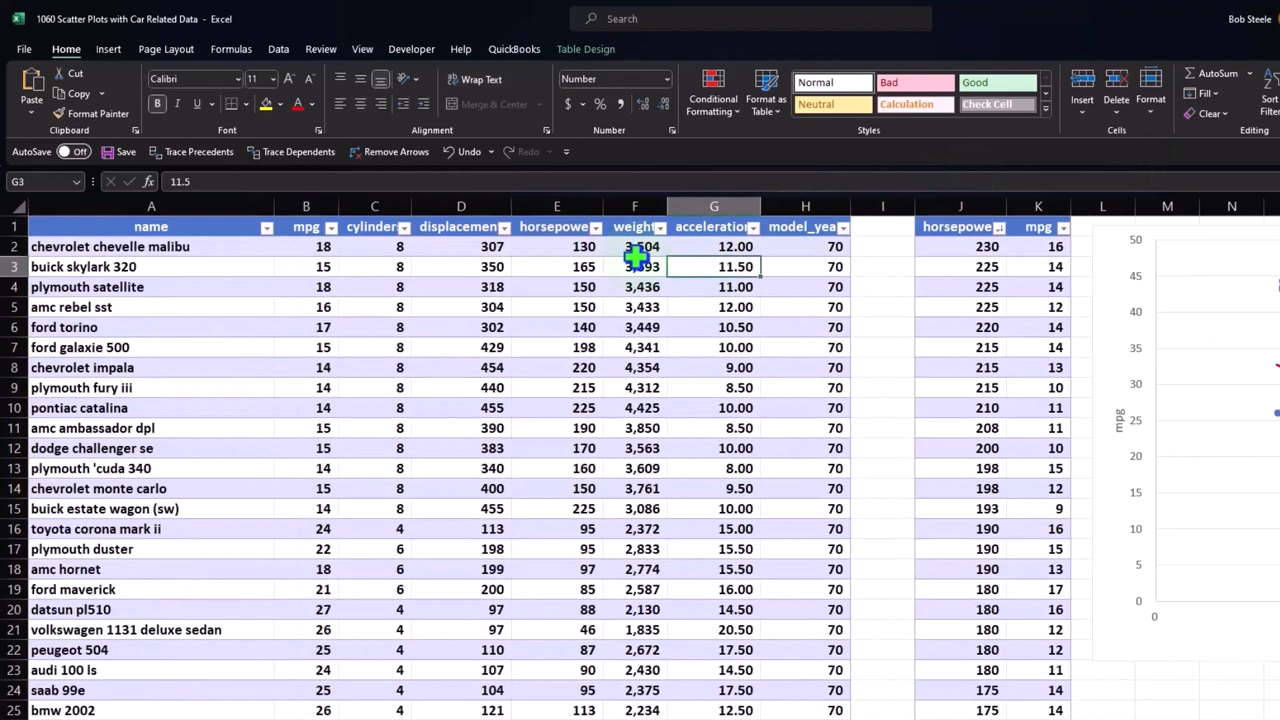 1060 Scatter Plots with Car Related Data - Excel
Search
Bob Steele
File Home Insert Page Layout Formulas Data Review View Developer Help QuickBooks Table Design
Paste
Cut
Copy
Format Painter
Calibri 11
B I U
Wrap Text
Merge & Center
Number
$ %
Conditional Formatting
Format as Table
Normal Bad Good
Neutral Calculation Check Cell
Insert Delete Format
AutoSum
Fill
Clear
Clipboard Font Alignment Number Styles Cells Editing
AutoSave Off Save Trace Precedents Trace Dependents Remove Arrows Undo Redo
G3 fx 11.5
A B C D E F G H I J K L M N
1 name mpg cylinder displacemen horsepowe weight acceleration model_yea horsepowe mpg
2 chevrolet chevelle malibu 18 8 307 130 3,504 12.00 70 230 16
3 buick skylark 320 15 8 350 165 11.50 70 225 14
4 plymouth satellite 18 8 318 150 3,436 11.00 70 225 14
5 amc rebel sst 16 8 304 150 3,433 12.00 70 225 12
6 ford torino 17 8 302 140 3,449 10.50 70 220 14
7 ford galaxie 500 15 8 429 198 4,341 10.00 70 215 14
8 chevrolet impala 14 8 454 220 4,354 9.00 70 215 13
9 plymouth fury iii 14 8 440 215 4,312 8.50 70 215 10
10 pontiac catalina 14 8 455 225 4,425 10.00 70 210 11
11 amc ambassador dpl 15 8 390 190 3,850 8.50 70 208 11
12 dodge challenger se 15 8 383 170 3,563 10.00 70 200 10
13 plymouth 'cuda 340 14 8 340 160 3,609 8.00 70 198 15
14 chevrolet monte carlo 15 8 400 150 3,761 9.50 70 198 12
15 buick estate wagon (sw) 14 8 455 225 3,086 10.00 70 193 9
16 toyota corona mark ii 24 4 113 95 2,372 15.00 70 190 16
17 plymouth duster 22 6 198 95 2,833 15.50 70 190 15
18 amc hornet 18 6 199 97 2,774 15.50 70 190 13
19 ford maverick 21 6 200 85 2,587 16.00 70 180 17
20 datsun pl510 27 4 97 88 2,130 14.50 70 180 16
21 volkswagen 1131 deluxe sedan 26 4 97 46 1,835 20.50 70 180 12
22 peugeot 504 25 4 110 87 2,672 17.50 70 180 12
23 audi 100 ls 24 4 107 90 2,430 14.50 70 180 11
24 saab 99e 25 4 104 95 2,375 17.50 70 175 14
25 bmw 2002 26 4 121 113 2,234 12.50 70 175 14
50
45
40
35
30
25
20
15
10
5
0
mpg
0